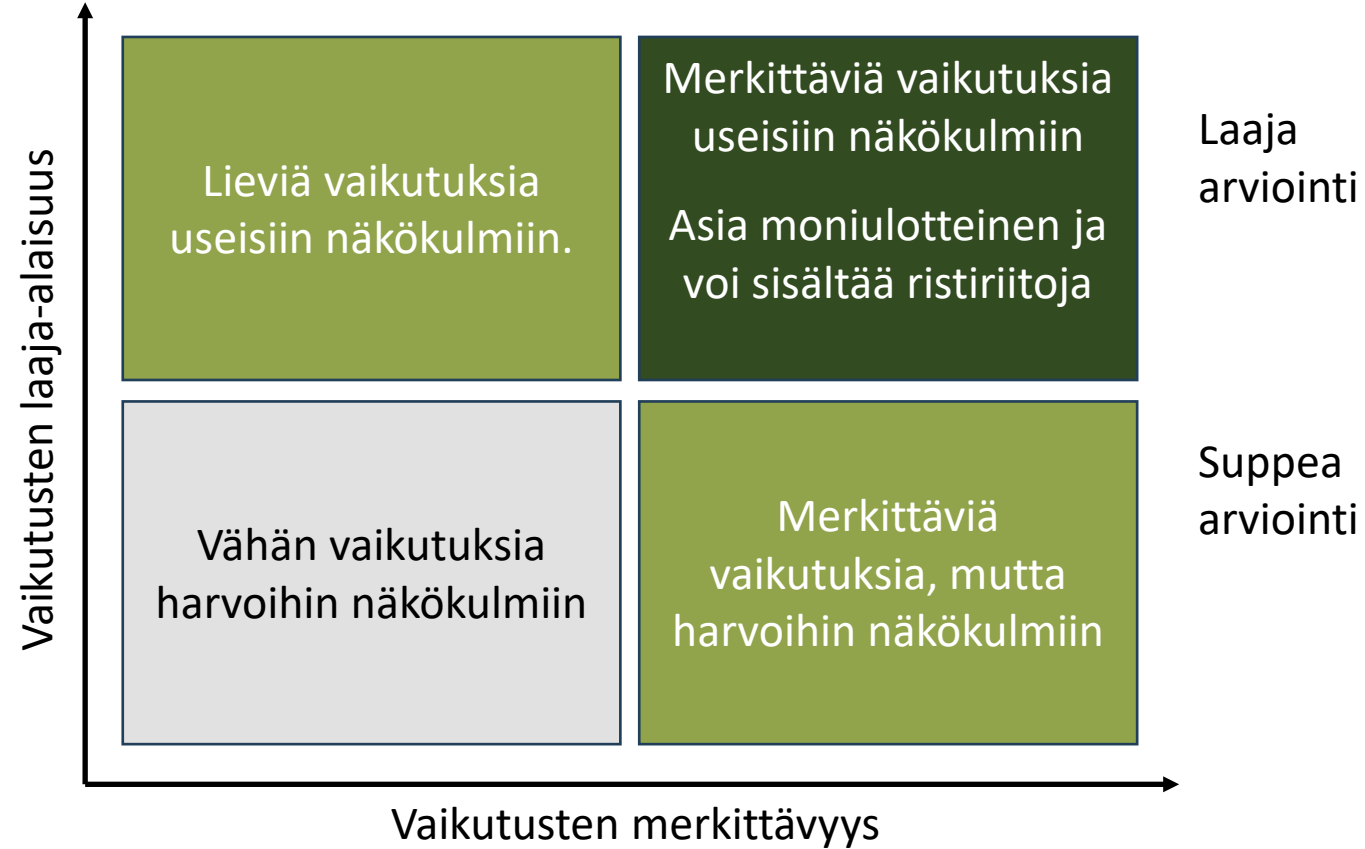 Vaikutusten laaja-alaisuus
Lieviä vaikutuksia
useisiin näkökulmiin.
Merkittäviä vaikutuksia
useisiin näkökulmiin
Asia moniulotteinen ja
voi sisältää ristiriitoja
Laaja
arviointi
Vähän vaikutuksia
harvoihin näkökulmiin
Merkittäviä
vaikutuksia, mutta
harvoihin näkökulmiin
Suppea
arviointi
Vaikutusten merkittävyys